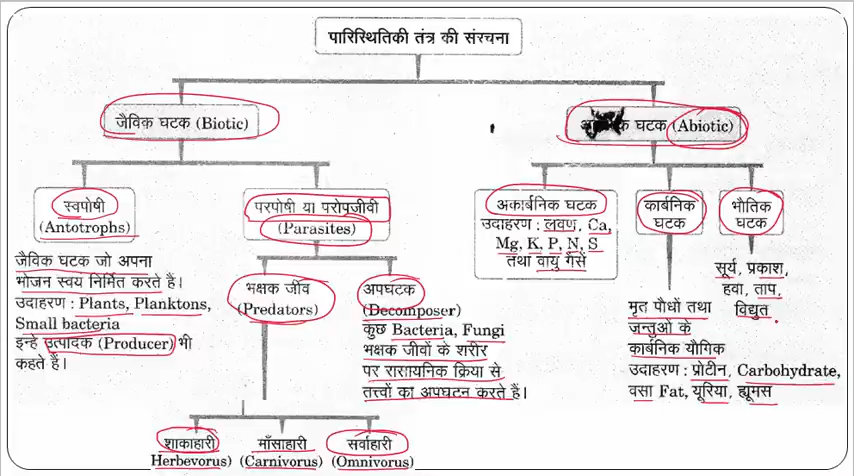 पारिस्थितिकी तंत्र की संरचना
जैविक घटक (Biotic)
घटक (Abiotic)
स्वपोषी
(Antotrophs)
जैविक घटक जो अपना
भोजन स्वय निर्मित करते हैं।
उदाहरण : Plants, Planktons,
Small bacteria
इन्हे उत्पादक (Producer) भी
कहते हैं।
परपोषी या परोपजीवी
(Parasites)
भक्षक जीव
(Predators)
अपघटक
(Decomposer)
कुछ Bacteria, Fungi
भक्षक जीवों के शरीर
पर रासायनिक क्रिया से
तत्त्वों का अपघटन करते हैं।
शाकाहारी
Herbevorus)
माँसाहारी
(Carnivorus)
सर्वाहारी
(Omnivorus)
अकार्बनिक घटक
उदाहरण : लवण, Ca,
Mg, K, P, N, S
तथा वायु गैसें
कार्बनिक
घटक
मृत पौधों तथा
जन्तुओ के
कार्बनिक यौगिक
उदाहरण : प्रोटीन, Carbohydrate,
वसा Fat, यूरिया, ह्यूमस
भौतिक
घटक
सूर्य, प्रकाश,
हवा, ताप,
विद्युत